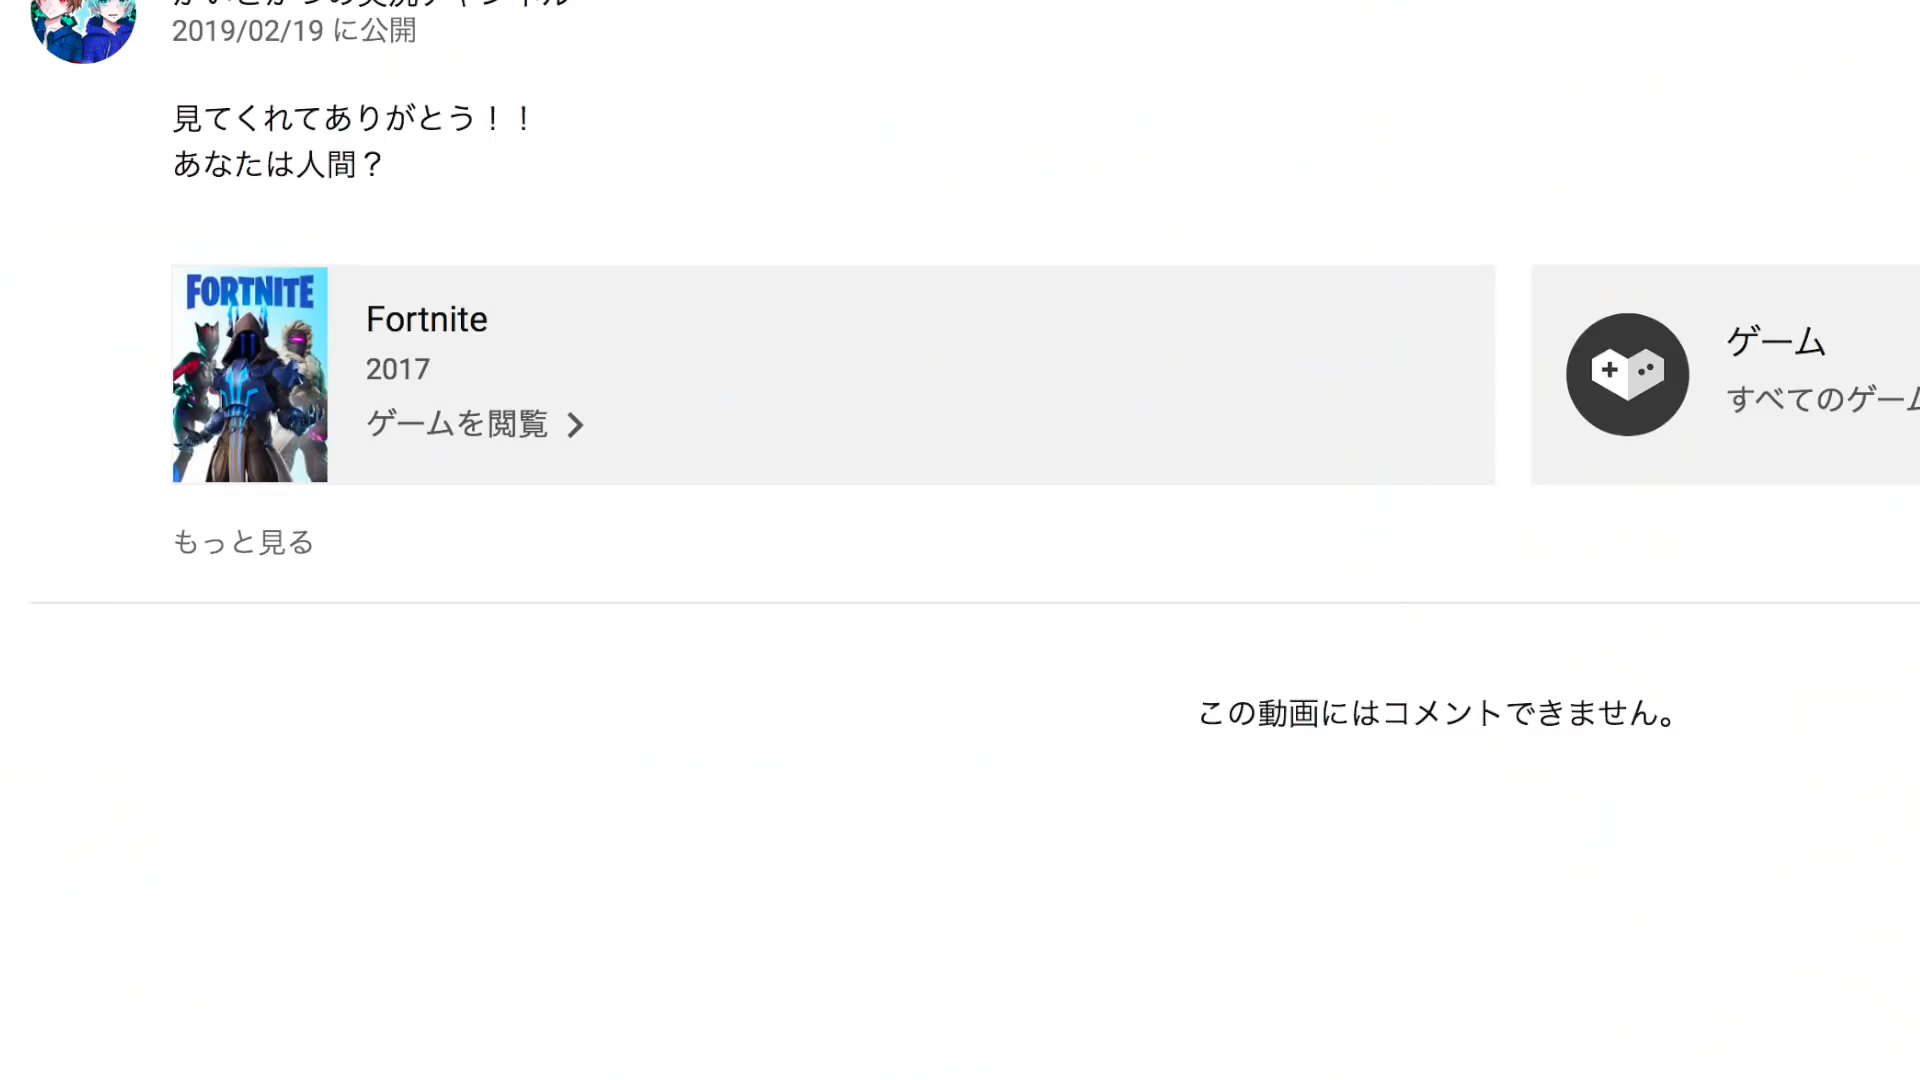 2019/02/19 に公開
見てくれてありがとう！！
あなたは人間？
FORTNITE
Fortnite
2017
ゲームを閲覧
ゲーム
すべてのゲーム
もっと見る
この動画にはコメントできません。